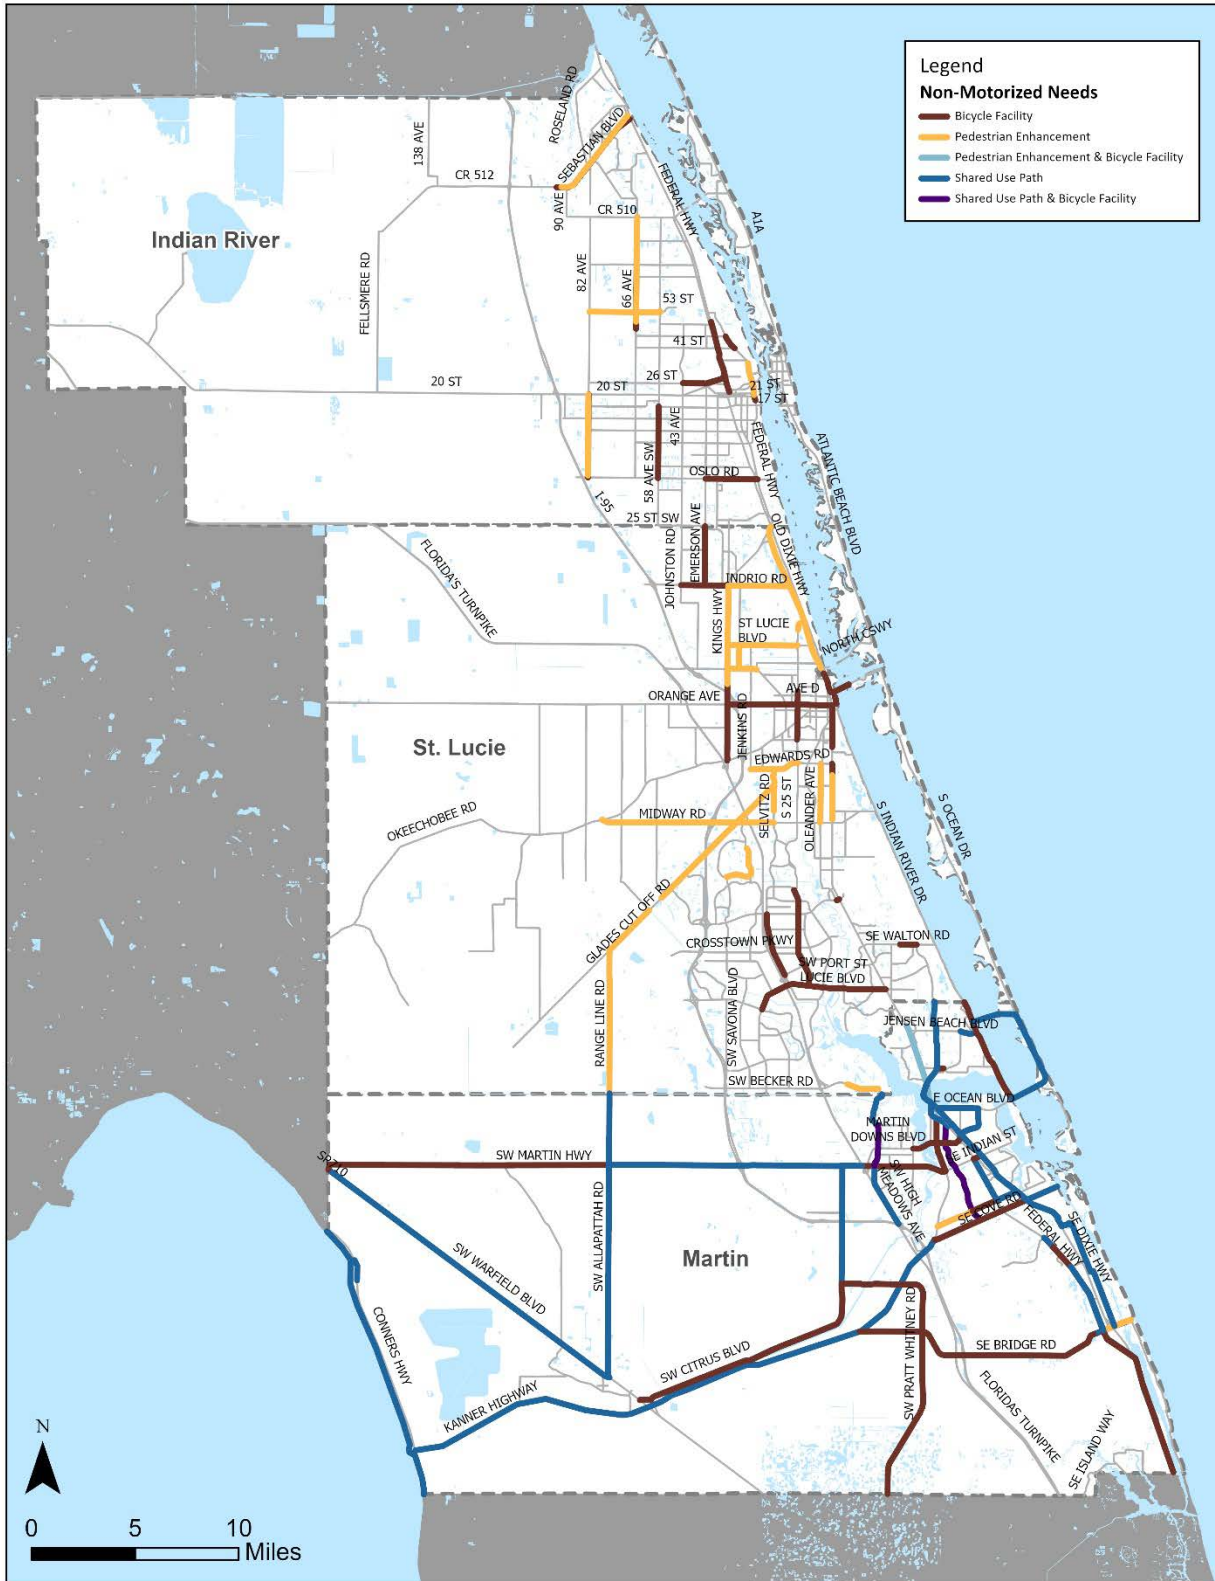 Legend
Non-Motorized Needs
Bicycle Facility
Pedestrian Enhancement
Pedestrian Enhancement & Bicycle Facility
Shared Use Path
Shared Use Path & Bicycle Facility
ROSELAND RD
138 AVE
SEBASTIAN BLVD
CR 512
FEDERAL HWY
90 AVE
CR 510
A1A
Indian River
82 AVE
66 AVE
FELLSMERE RD
53 ST
41 ST
26 ST
20 ST
20 ST
21 ST
17 ST
43 AVE
FEDERAL HWY
ATLANTIC BEACH BLVD
58 AVE SW
OSLO RD
I-95
25 ST SW
OLD DIXIE HWY
EMERSON AVE
JOHNSTON RD
FLORIDA'S TURNPIKE
INDRIO RD
KINGS HWY
ST LUCIE
BLVD
NORTH CSWY
ORANGE AVE
AVE D
JENKINS RD
St. Lucie
EDWARDS RD
SELVITZ RD
S 25 ST
OLEANDER AVE
MIDWAY RD
OKEECHOBEE RD
S INDIAN RIVER DR
S OCEAN DR
GLADES CUT OFF RD
CROSSTOWN PKWY
SE WALTON RD
SW PORT ST
LUCIE BLVD
RANGE LINE RD
SW SAVONA BLVD
JENSEN BEACH BLVD
SW BECKER RD
E OCEAN BLVD
MARTIN
DOWNS BLVD
SE INDIAN ST
SR710
SW MARTIN HWY
SW HIGH
MEADOWS AVE
SW ALLAPATTAH RD
SE COVE RD
FEDERAL HWY
SE DIXIE HWY
Martin
SW WARFIELD BLVD
CONNERS HWY
SW PRATT WHITNEY RD
SE BRIDGE RD
SW CITRUS BLVD
KANNER HIGHWAY
FLORIDAS TURNPIKE
SE ISLAND WAY
N
0 5 10
Miles